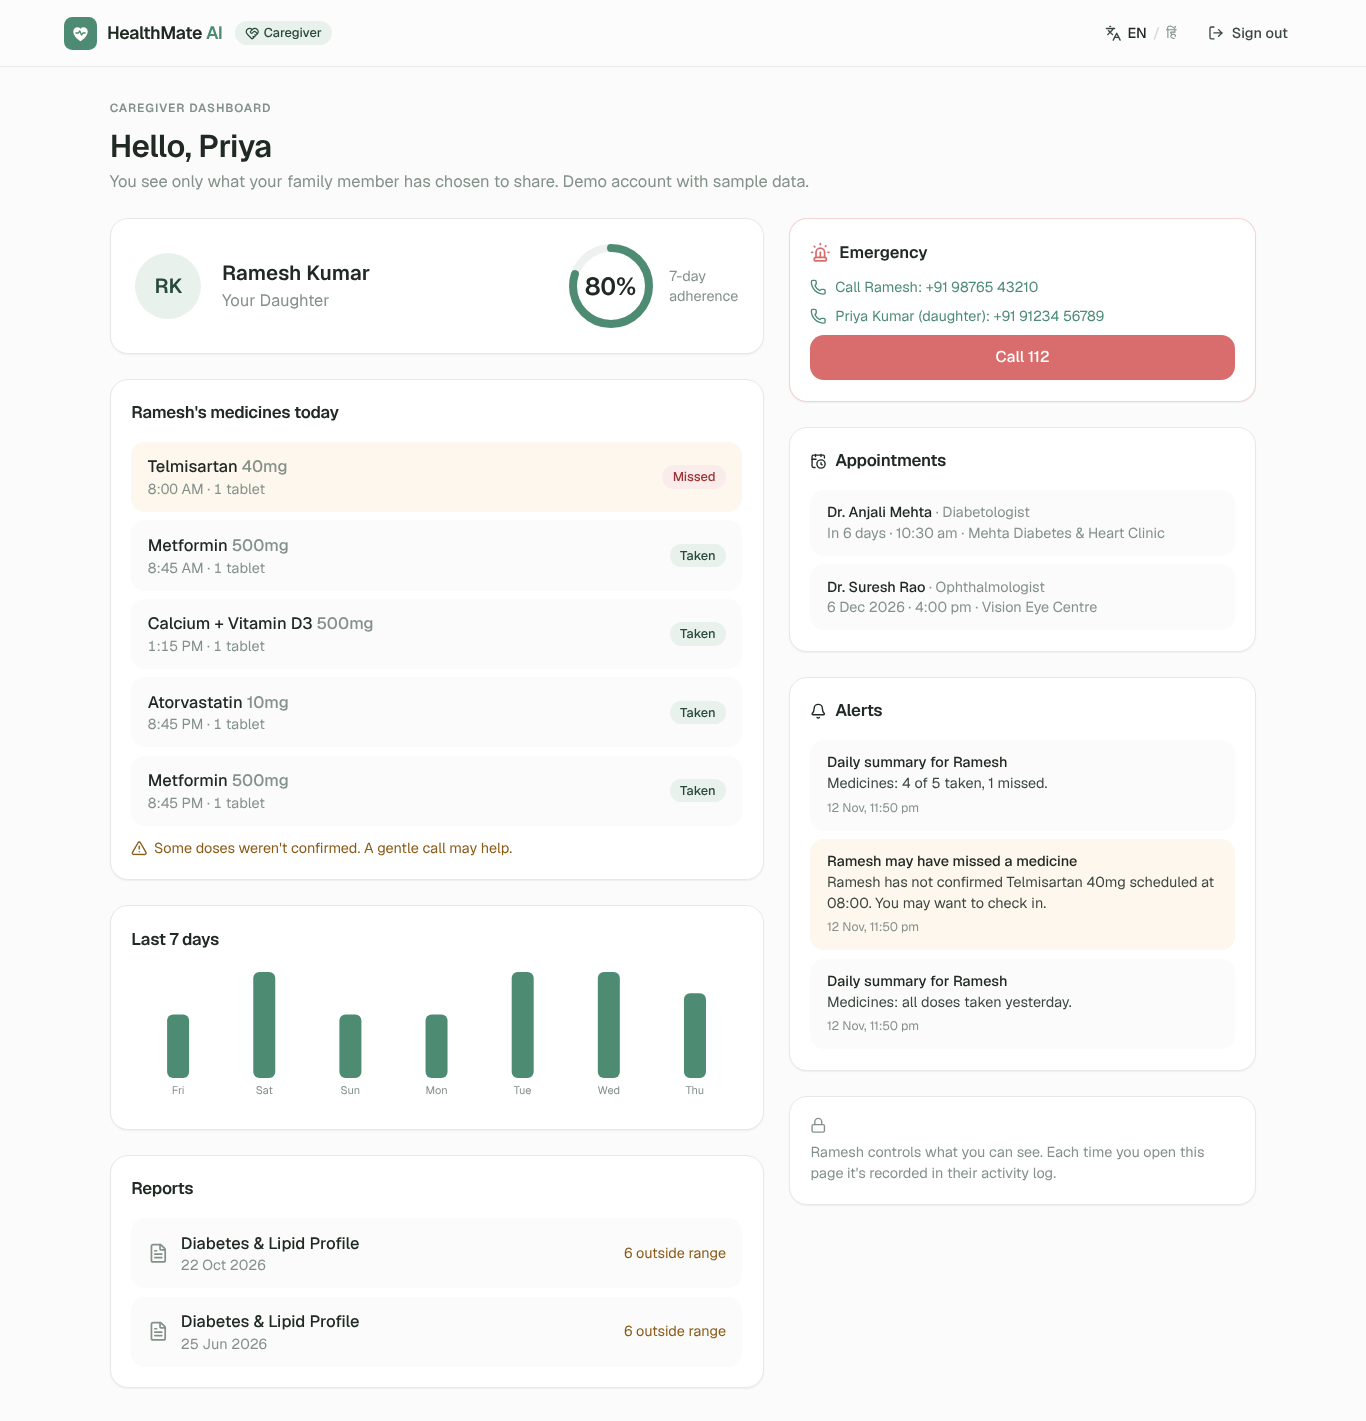 HealthMate AI
Caregiver
EN / हिं
Sign out
CAREGIVER DASHBOARD
Hello, Priya
You see only what your family member has chosen to share. Demo account with sample data.
RK
Ramesh Kumar
Your Daughter
80%
7-day
adherence
Ramesh's medicines today
Telmisartan 40mg
8:00 AM · 1 tablet
Missed
Metformin 500mg
8:45 AM · 1 tablet
Taken
Calcium + Vitamin D3 500mg
1:15 PM · 1 tablet
Taken
Atorvastatin 10mg
8:45 PM · 1 tablet
Taken
Metformin 500mg
8:45 PM · 1 tablet
Taken
Some doses weren't confirmed. A gentle call may help.
Last 7 days
Fri Sat Sun Mon Tue Wed Thu
Reports
Diabetes & Lipid Profile
22 Oct 2026
6 outside range
Diabetes & Lipid Profile
25 Jun 2026
6 outside range
Emergency
Call Ramesh: +91 98765 43210
Priya Kumar (daughter): +91 91234 56789
Call 112
Appointments
Dr. Anjali Mehta · Diabetologist
In 6 days · 10:30 am · Mehta Diabetes & Heart Clinic
Dr. Suresh Rao · Ophthalmologist
6 Dec 2026 · 4:00 pm · Vision Eye Centre
Alerts
Daily summary for Ramesh
Medicines: 4 of 5 taken, 1 missed.
12 Nov, 11:50 pm
Ramesh may have missed a medicine
Ramesh has not confirmed Telmisartan 40mg scheduled at
08:00. You may want to check in.
12 Nov, 11:50 pm
Daily summary for Ramesh
Medicines: all doses taken yesterday.
12 Nov, 11:50 pm
Ramesh controls what you can see. Each time you open this
page it's recorded in their activity log.